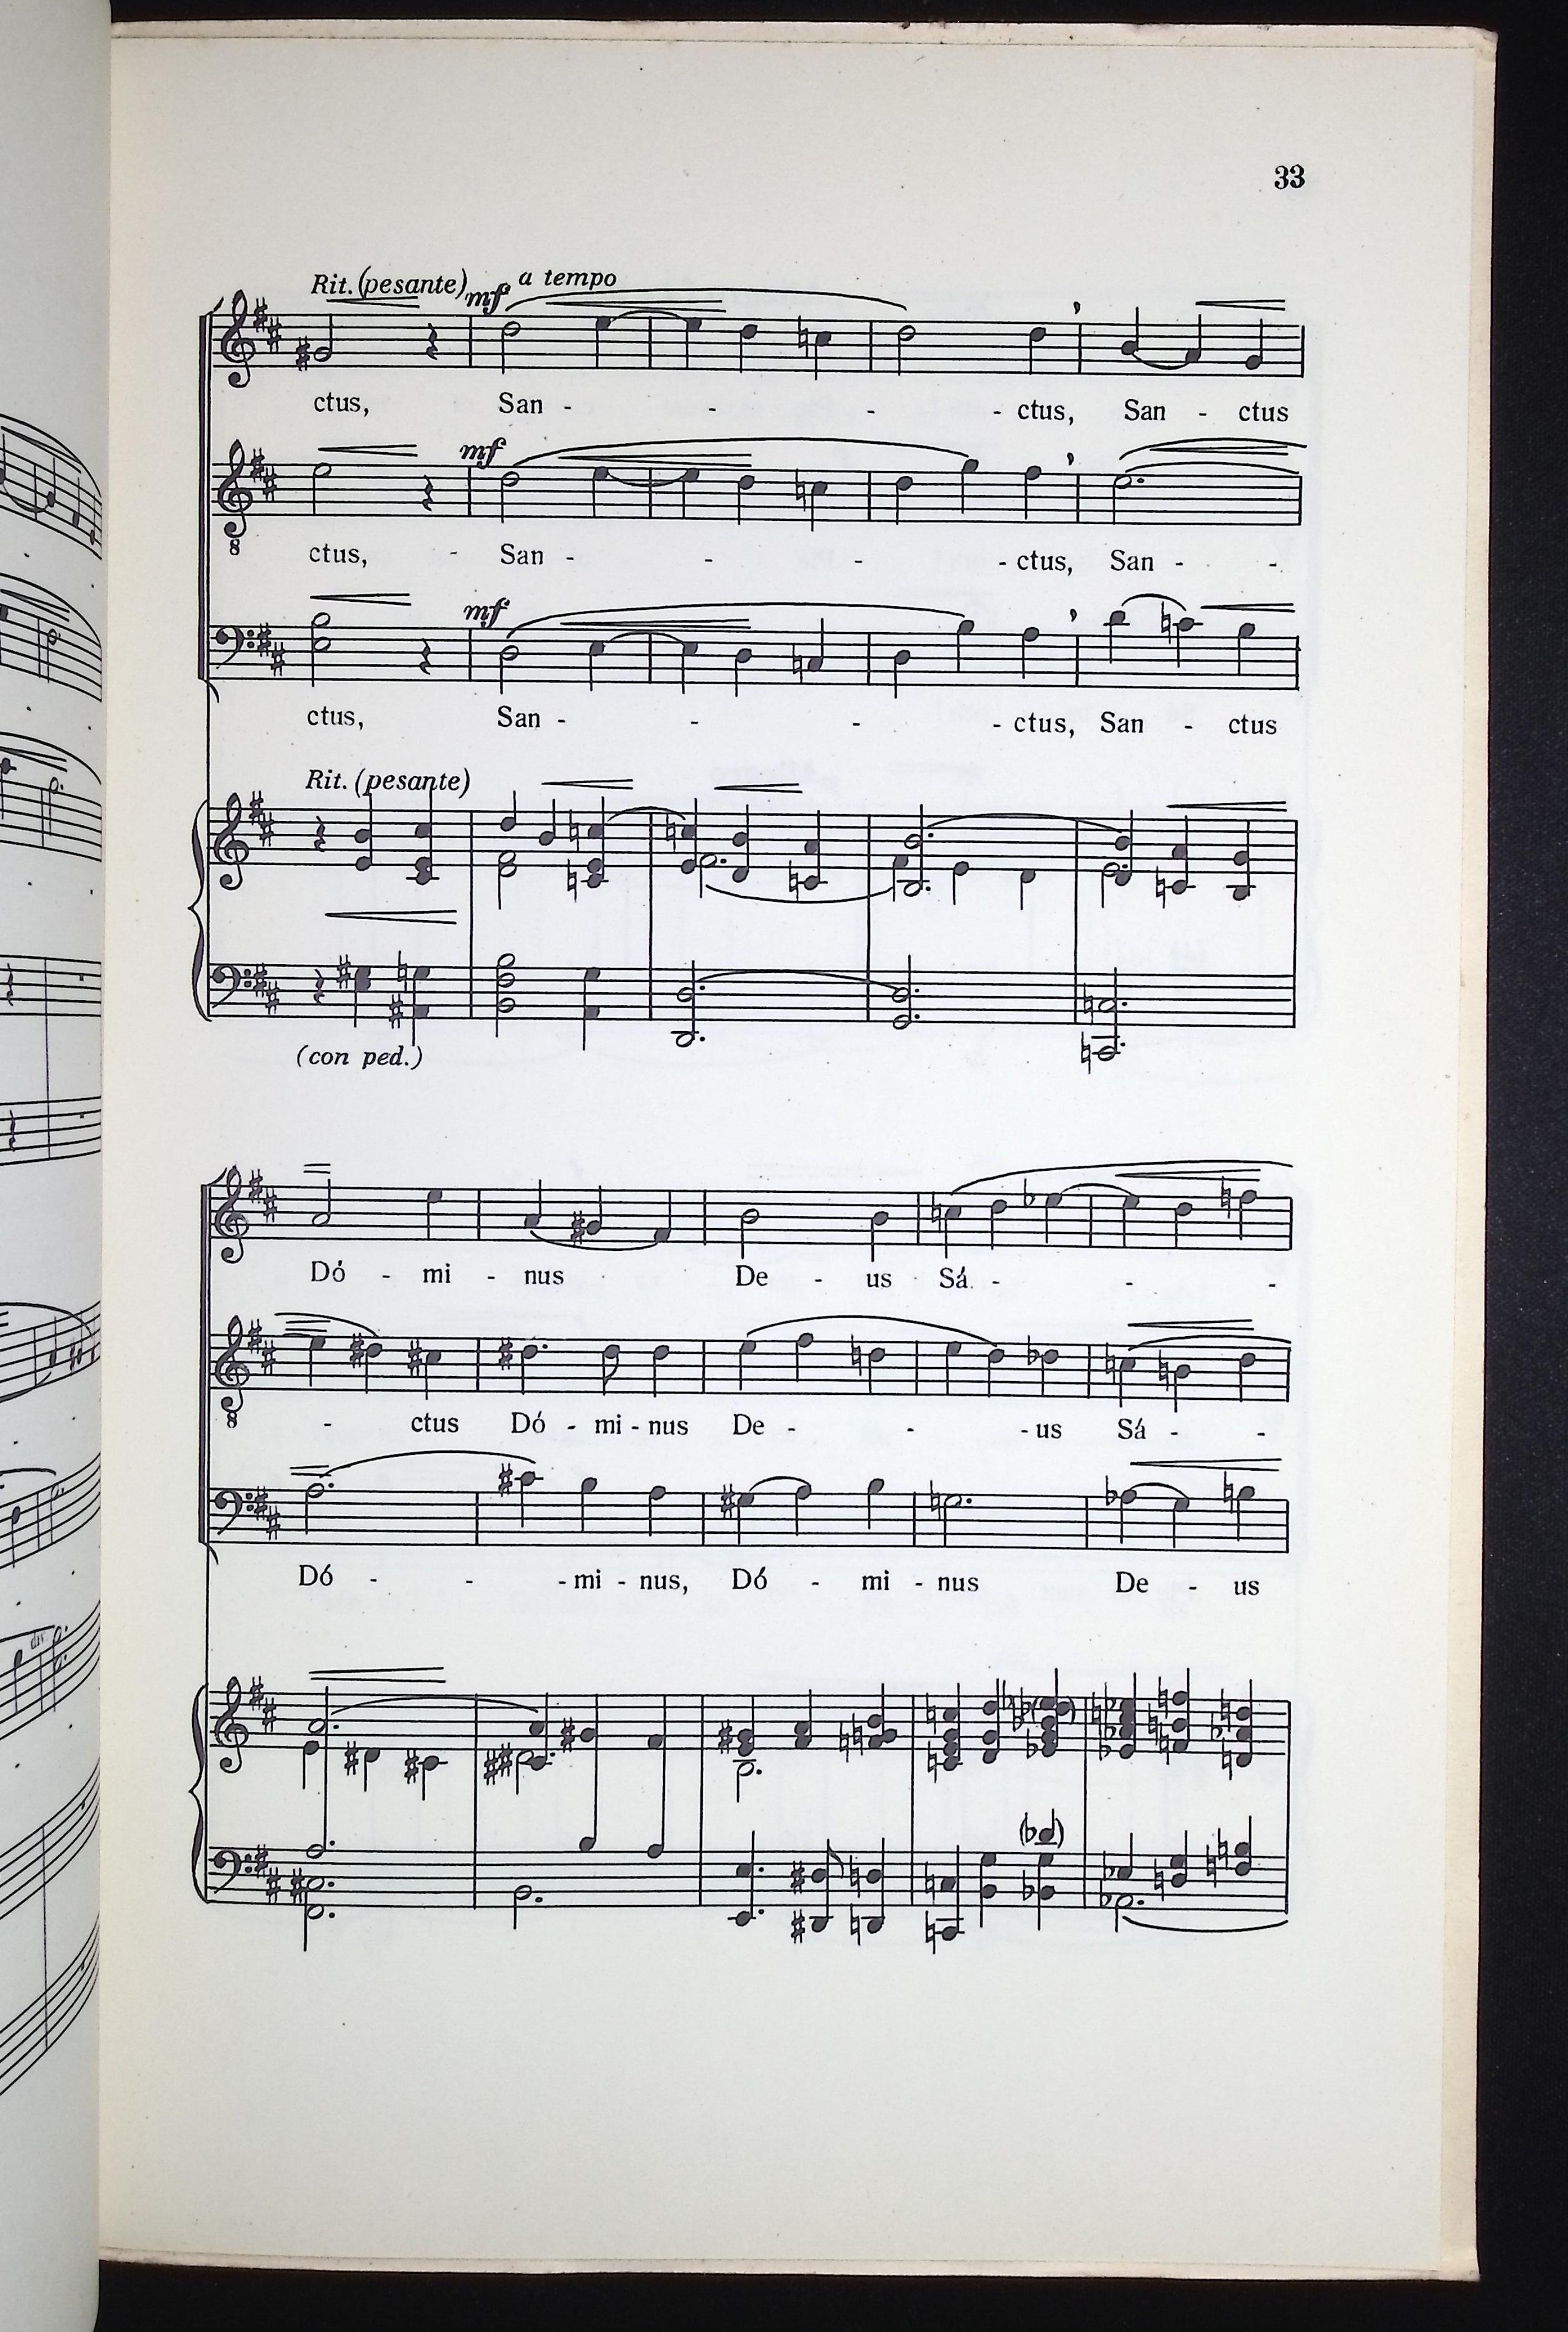 33
Rit. (pesante) mf a tempo
ctus, San - - - - ctus, San - ctus
mf
8
ctus, - San - - - - ctus, San - -
mf
ctus, San - - - - ctus, San - ctus
Rit. (pesante)
(con ped.)
Dó - mi - nus De - us Sá - - -
8
- ctus Dó - mi - nus De - - - us Sá - -
Dó - - - mi - nus, Dó - mi - nus De - us